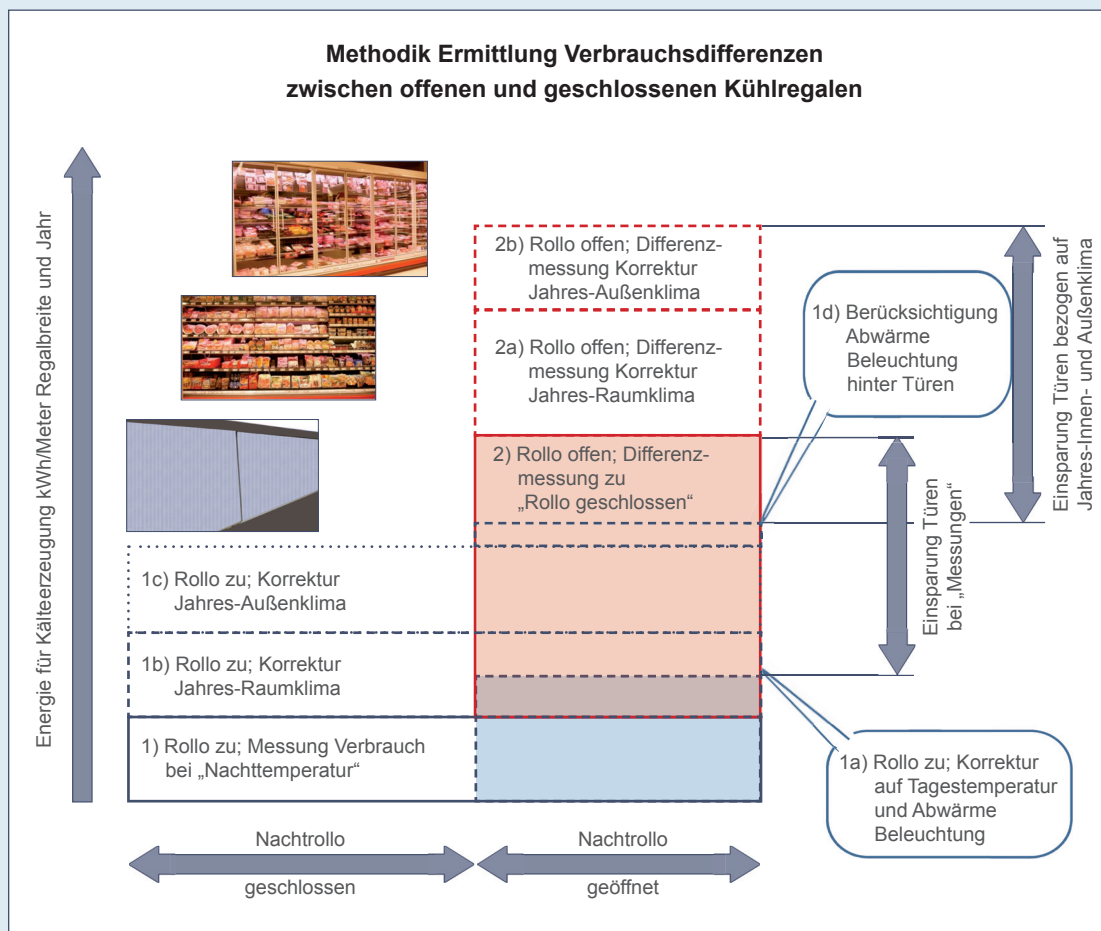 Methodik Ermittlung Verbrauchsdifferenzen
zwischen offenen und geschlossenen Kühlregalen
Energie für Kälteerzeugung kWh/Meter Regalbreite und Jahr
2b) Rollo offen; Differenz-
messung Korrektur
Jahres-Außenklima
2a) Rollo offen; Differenz-
messung Korrektur
Jahres-Raumklima
2) Rollo offen; Differenz-
messung zu
„Rollo geschlossen“
1c) Rollo zu; Korrektur
Jahres-Außenklima
1b) Rollo zu; Korrektur
Jahres-Raumklima
1) Rollo zu; Messung Verbrauch
bei „Nachttemperatur“
1d) Berücksichtigung
Abwärme
Beleuchtung
hinter Türen
Einsparung Türen
bei „Messungen“
Einsparung Türen bezogen auf
Jahres-Innen- und Außenklima
1a) Rollo zu; Korrektur
auf Tagestemperatur
und Abwärme
Beleuchtung
Nachtrollo
geschlossen
Nachtrollo
geöffnet